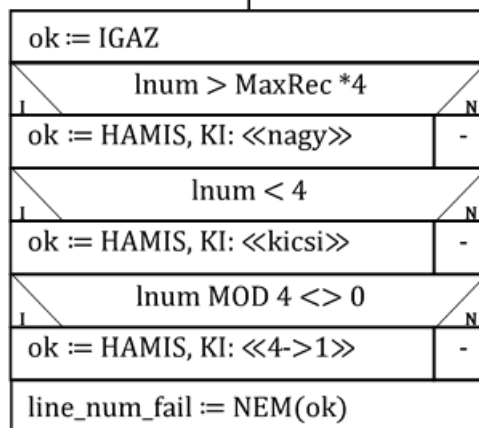 ok := IGAZ
lnum > MaxRec *4
I N
ok := HAMIS, KI: ≪nagy≫ -
lnum < 4
I N
ok := HAMIS, KI: ≪kicsi≫ -
lnum MOD 4 <> 0
I N
ok := HAMIS, KI: ≪4->1≫ -
line_num_fail := NEM(ok)